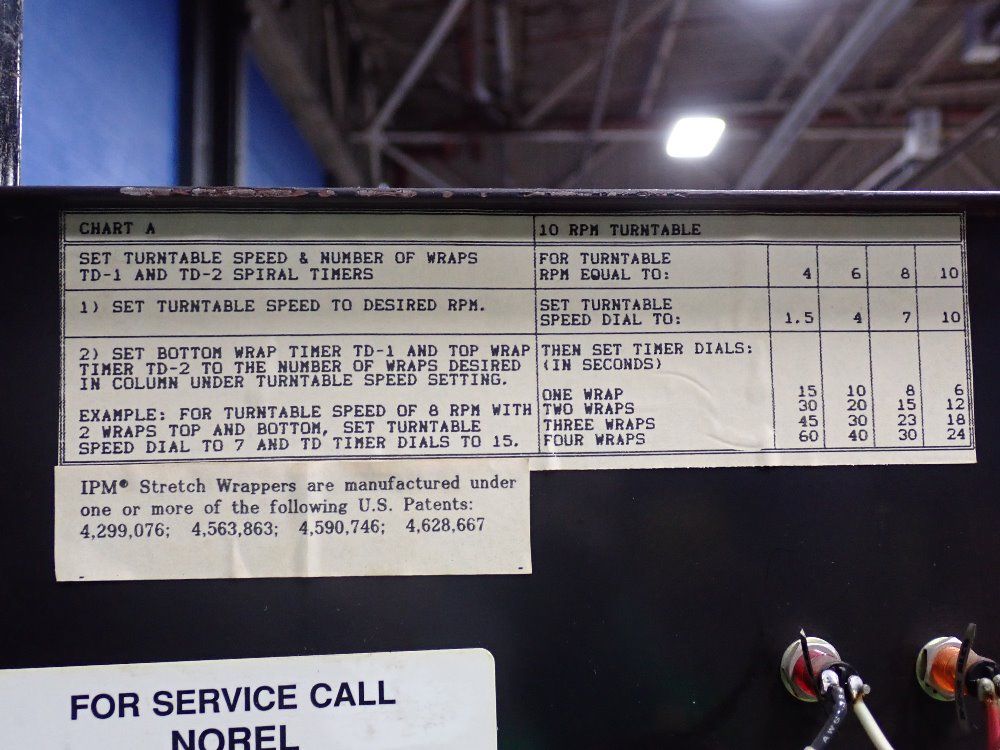 CHART A
10 RPM TURNTABLE
SET TURNTABLE SPEED & NUMBER OF WRAPS
TD-1 AND TD-2 SPIRAL TIMERS
FOR TURNTABLE
RPM EQUAL TO: 4 6 8 10
1) SET TURNTABLE SPEED TO DESIRED RPM.
SET TURNTABLE
SPEED DIAL TO: 1.5 4 7 10
2) SET BOTTOM WRAP TIMER TD-1 AND TOP WRAP
TIMER TD-2 TO THE NUMBER OF WRAPS DESIRED
IN COLUMN UNDER TURNTABLE SPEED SETTING.
EXAMPLE: FOR TURNTABLE SPEED OF 8 RPM WITH
2 WRAPS TOP AND BOTTOM, SET TURNTABLE
SPEED DIAL TO 7 AND TD TIMER DIALS TO 15.
THEN SET TIMER DIALS:
(IN SECONDS)
ONE WRAP 15 10 8 6
TWO WRAPS 30 20 15 12
THREE WRAPS 45 30 23 18
FOUR WRAPS 60 40 30 24
IPM® Stretch Wrappers are manufactured under
one or more of the following U.S. Patents:
4,299,076; 4,563,863; 4,590,746; 4,628,667
FOR SERVICE CALL
NOREL